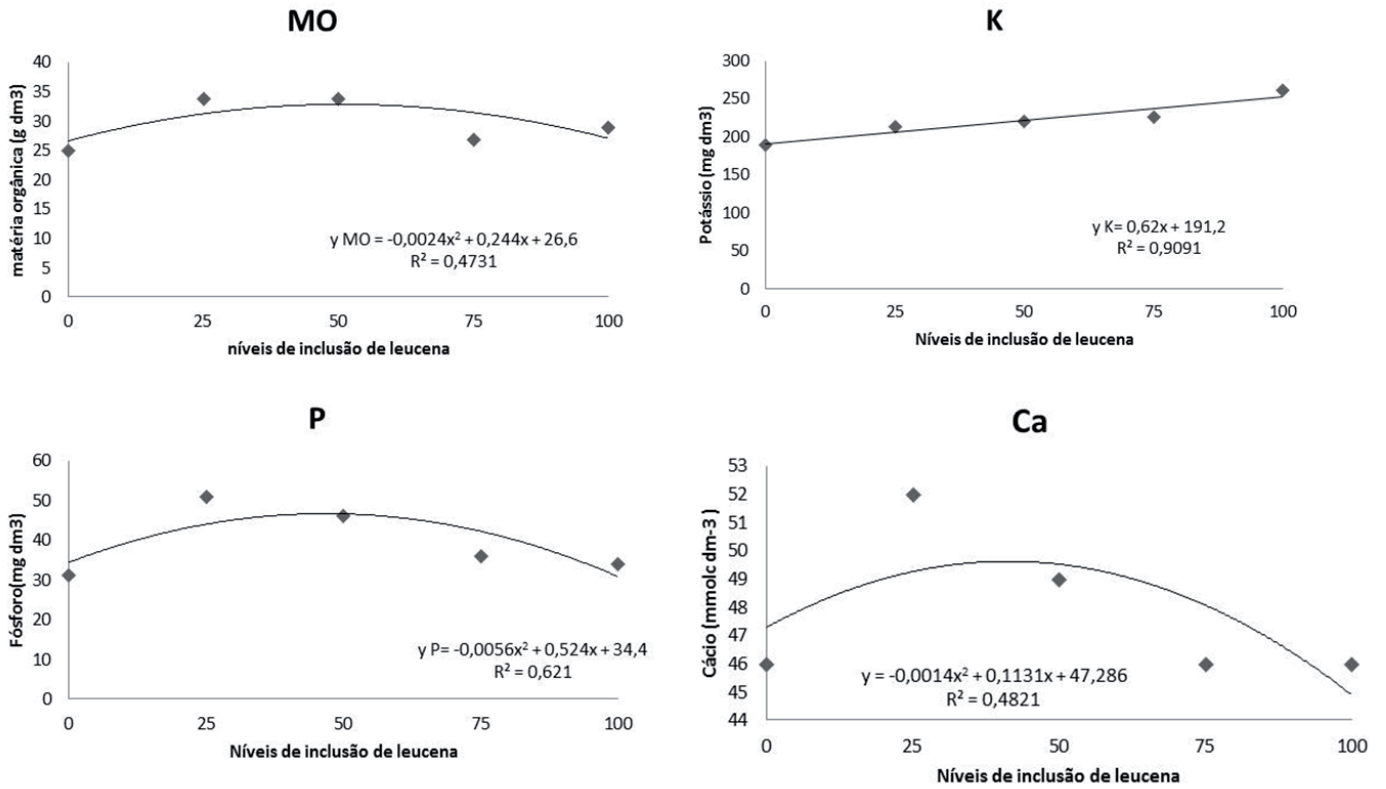 MO
matéria orgânica (g dm3)
40
35
30
25
20
15
10
5
0
y MO = -0,0024x² + 0,244x + 26,6
R² = 0,4731
0 25 50 75 100
níveis de inclusão de leucena
K
Potássio (mg dm3)
300
250
200
150
100
50
0
y K= 0,62x + 191,2
R² = 0,9091
0 25 50 75 100
Níveis de inclusão de leucena
P
Fósforo(mg dm3)
60
50
40
30
20
10
0
y P= -0,0056x² + 0,524x + 34,4
R² = 0,621
0 25 50 75 100
Níveis de inclusão de leucena
Ca
Cácio (mmolc dm-3 )
53
52
51
50
49
48
47
46
45
44
y = -0,0014x² + 0,1131x + 47,286
R² = 0,4821
0 25 50 75 100
Níveis de inclusão de leucena